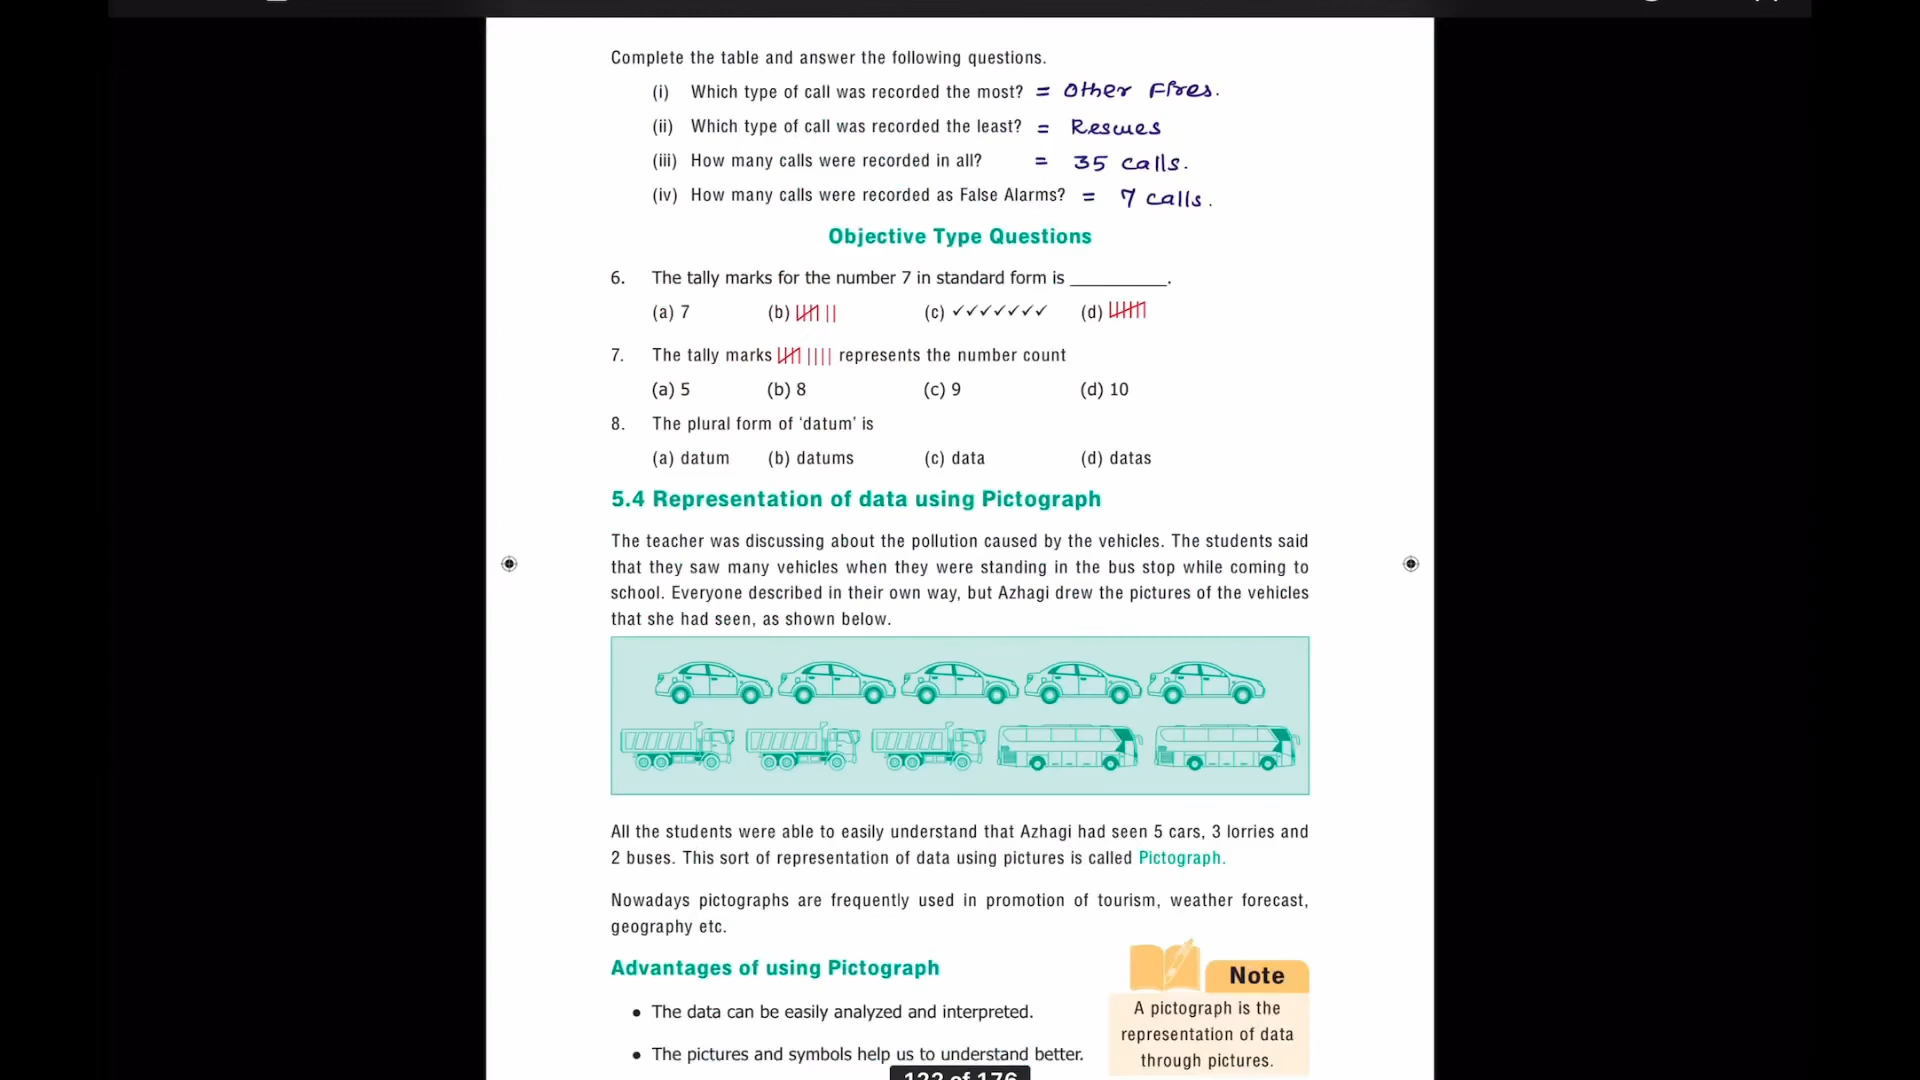 Complete the table and answer the following questions.
(i) Which type of call was recorded the most? = Other Fires.
(ii) Which type of call was recorded the least? = Rescues
(iii) How many calls were recorded in all? = 35 calls.
(iv) How many calls were recorded as False Alarms? = 7 calls.
Objective Type Questions
6. The tally marks for the number 7 in standard form is __________.
(a) 7 (b) (c) ✓✓✓✓✓✓✓ (d)
7. The tally marks represents the number count
(a) 5 (b) 8 (c) 9 (d) 10
8. The plural form of ‘datum’ is
(a) datum (b) datums (c) data (d) datas
5.4 Representation of data using Pictograph
The teacher was discussing about the pollution caused by the vehicles. The students said
that they saw many vehicles when they were standing in the bus stop while coming to
school. Everyone described in their own way, but Azhagi drew the pictures of the vehicles
that she had seen, as shown below.
All the students were able to easily understand that Azhagi had seen 5 cars, 3 lorries and
2 buses. This sort of representation of data using pictures is called Pictograph.
Nowadays pictographs are frequently used in promotion of tourism, weather forecast,
geography etc.
Advantages of using Pictograph
• The data can be easily analyzed and interpreted.
• The pictures and symbols help us to understand better.
Note
A pictograph is the
representation of data
through pictures.
122 of 176